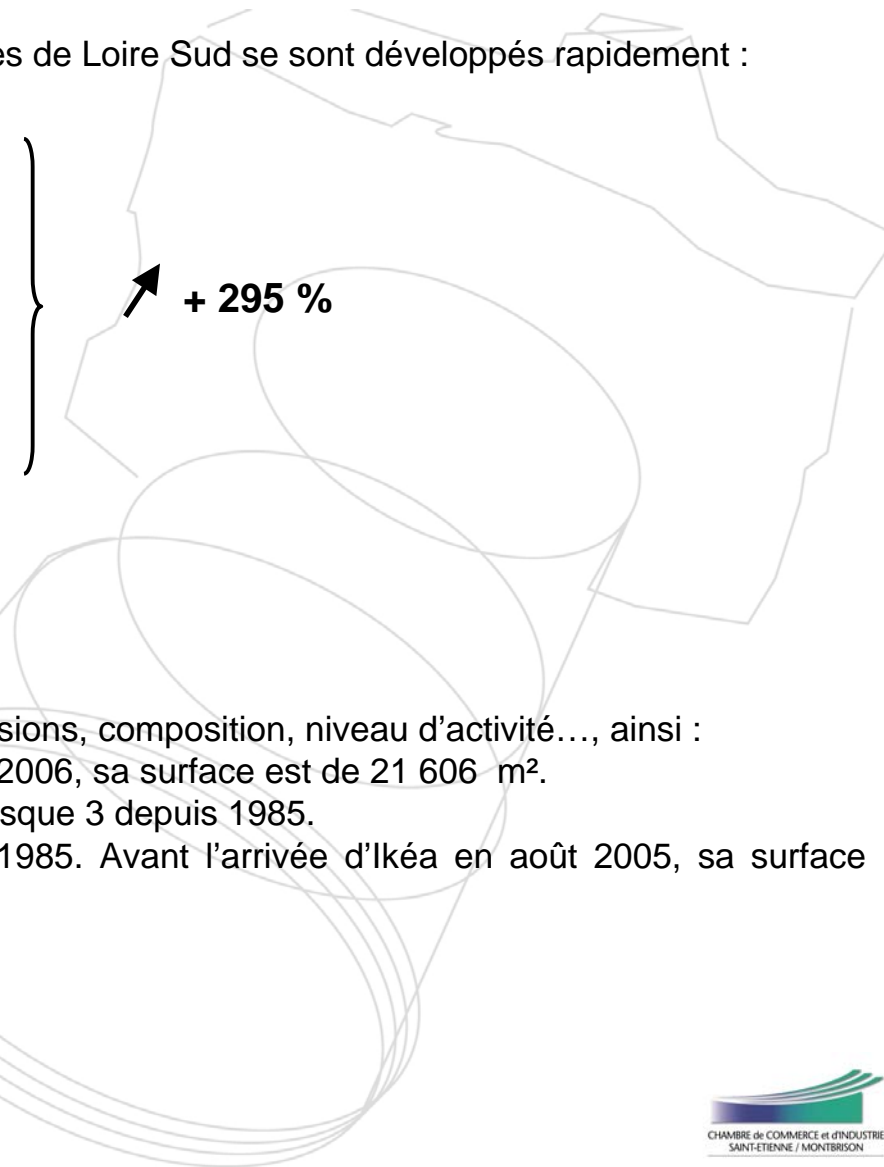 es de Loire Sud se sont développés rapidement :
+ 295 %
sions, composition, niveau d’activité…, ainsi :
2006, sa surface est de 21 606 m².
sque 3 depuis 1985.
1985. Avant l’arrivée d’Ikéa en août 2005, sa surface
CHAMBRE de COMMERCE et d'INDUSTRIE
SAINT-ETIENNE / MONTBRISON